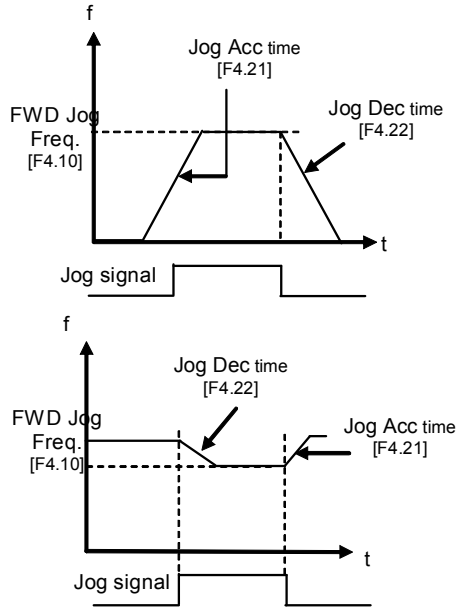 f
Jog Acc time
[F4.21]
FWD Jog
Freq.
[F4.10]
Jog Dec time
[F4.22]
t
Jog signal
f
Jog Dec time
[F4.22]
FWD Jog
Freq.
[F4.10]
Jog Acc time
[F4.21]
t
Jog signal